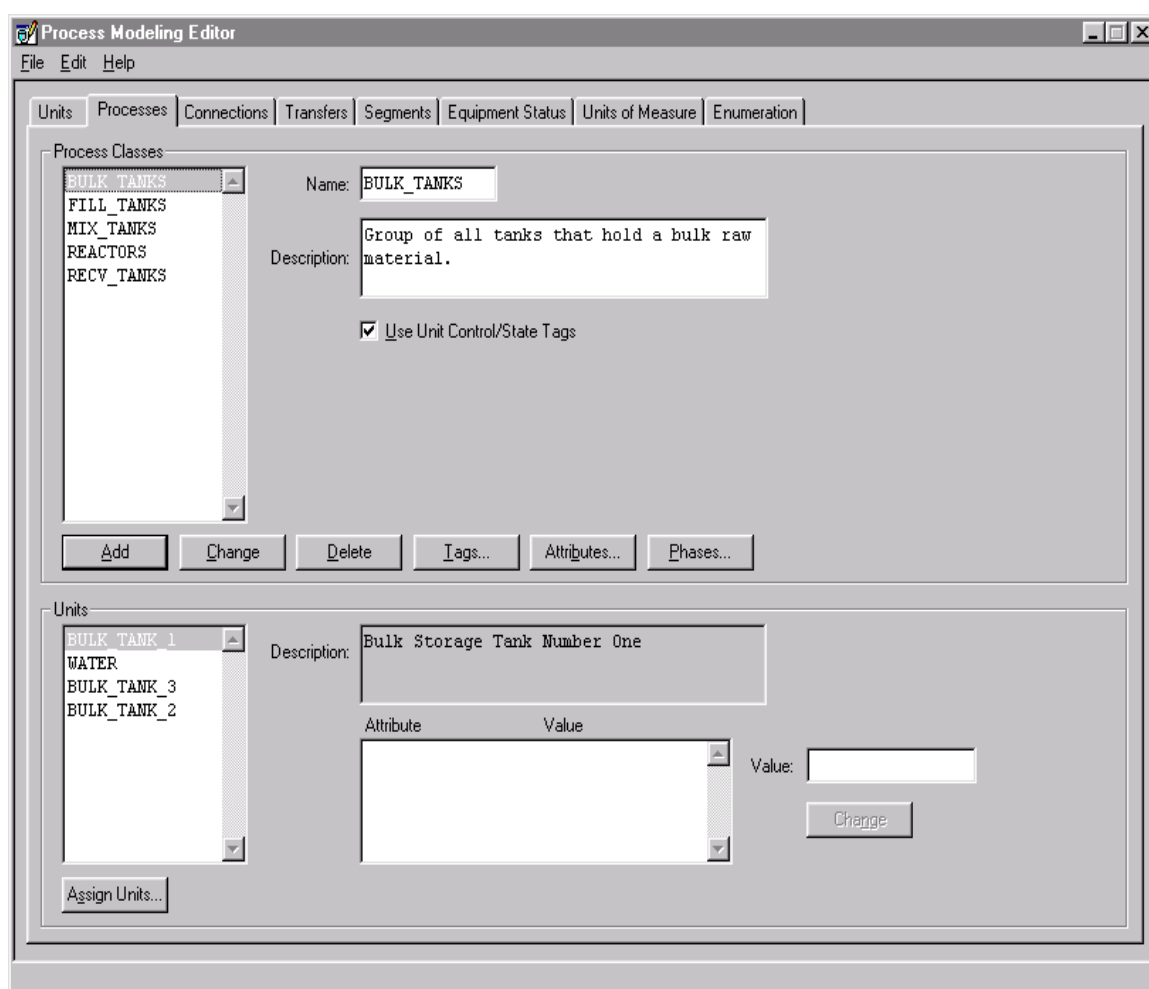 Process Modeling Editor
File Edit Help
Units Processes Connections Transfers Segments Equipment Status Units of Measure Enumeration
Process Classes
BULK_TANKS
FILL_TANKS
MIX_TANKS
REACTORS
RECV_TANKS
Name: BULK_TANKS
Description: Group of all tanks that hold a bulk raw
material.
Use Unit Control/State Tags
Add Change Delete Tags... Attributes... Phases...
Units
BULK_TANK_1
WATER
BULK_TANK_3
BULK_TANK_2
Description: Bulk Storage Tank Number One
Attribute Value
Value:
Change
Assign Units...